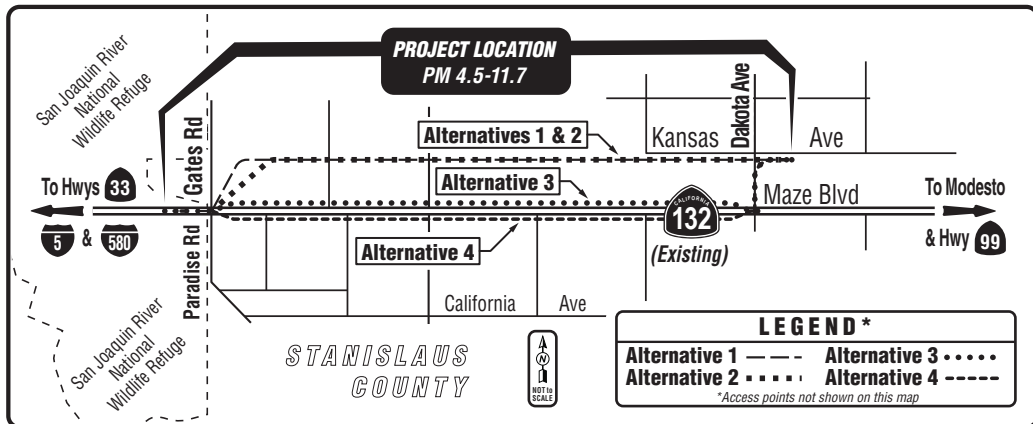 PROJECT LOCATION
PM 4.5-11.7
San Joaquin River
National
Wildlife Refuge
Gates Rd
Alternatives 1 & 2
Kansas Ave
Dakota Ave
To Hwys 33
5 & 580
Alternative 3
Maze Blvd
CALIFORNIA
132
(Existing)
To Modesto
& Hwy 99
Alternative 4
Paradise Rd
California Ave
San Joaquin River
National
Wildlife Refuge
STANISLAUS
COUNTY
N
NOT to
SCALE
LEGEND*
Alternative 1
Alternative 3
Alternative 2
Alternative 4
*Access points not shown on this map